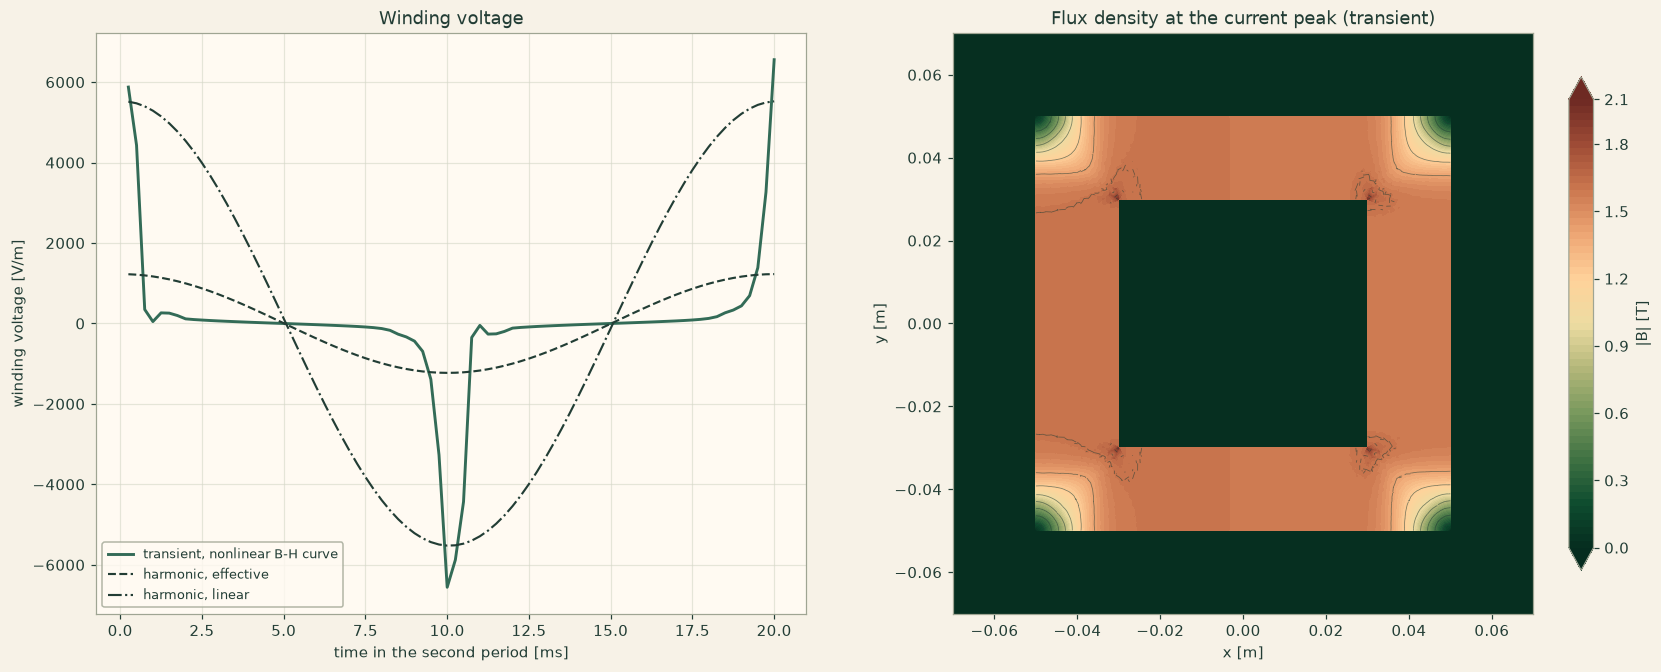 Winding voltage
winding voltage [V/m]
6000
4000
2000
0
−2000
−4000
−6000
transient, nonlinear B-H curve
harmonic, effective
harmonic, linear
0.0 2.5 5.0 7.5 10.0 12.5 15.0 17.5 20.0
time in the second period [ms]
Flux density at the current peak (transient)
y [m]
0.06
0.04
0.02
0.00
−0.02
−0.04
−0.06
−0.06 −0.04 −0.02 0.00 0.02 0.04 0.06
x [m]
2.1
1.8
1.5
1.2
0.9
0.6
0.3
0.0
|B| [T]